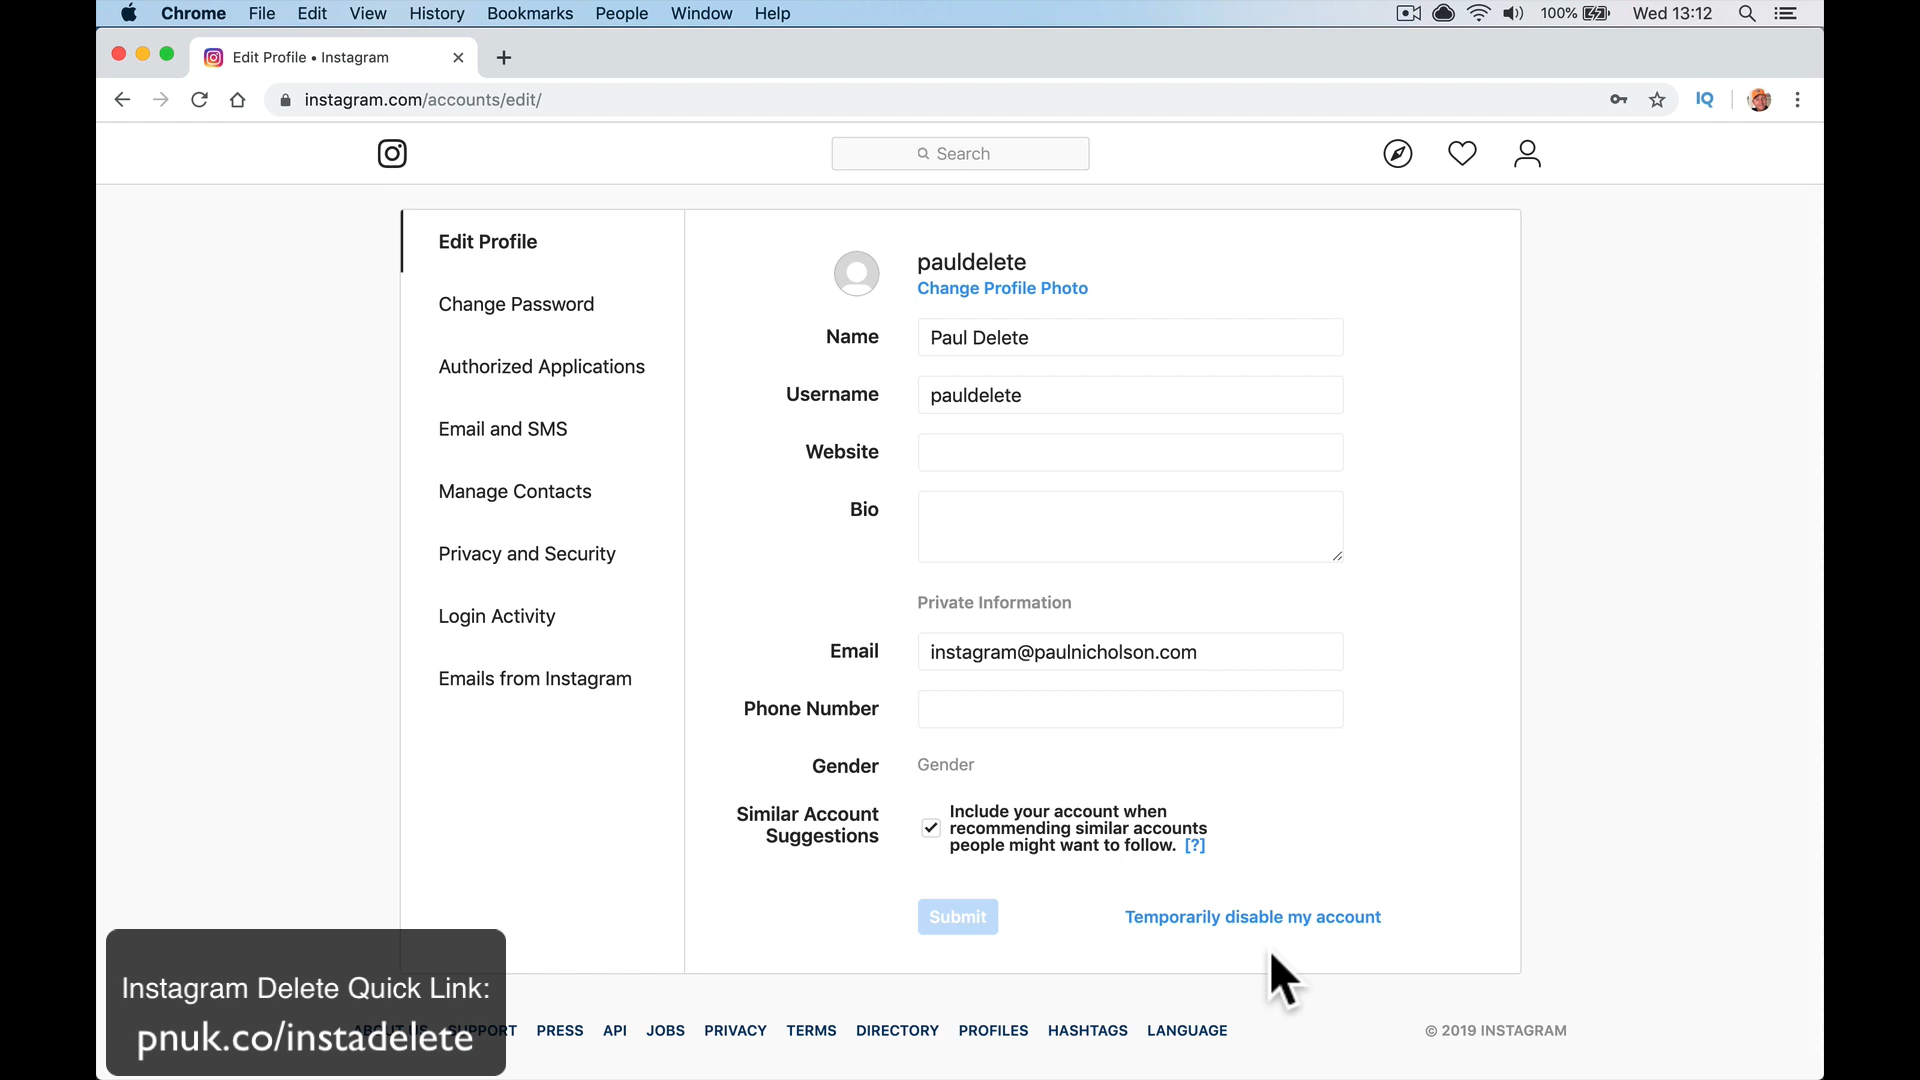 Chrome File Edit View History Bookmarks People Window Help 100% Wed 13:12
Edit Profile • Instagram
instagram.com/accounts/edit/
IQ
Search
Edit Profile
Change Password
Authorized Applications
Email and SMS
Manage Contacts
Privacy and Security
Login Activity
Emails from Instagram
pauldelete
Change Profile Photo
Name Paul Delete
Username pauldelete
Website
Bio
Private Information
Email instagram@paulnicholson.com
Phone Number
Gender Gender
Similar Account
Suggestions
Include your account when
recommending similar accounts
people might want to follow. [?]
Submit Temporarily disable my account
ABOUT US SUPPORT PRESS API JOBS PRIVACY TERMS DIRECTORY PROFILES HASHTAGS LANGUAGE © 2019 INSTAGRAM
Instagram Delete Quick Link:
pnuk.co/instadelete